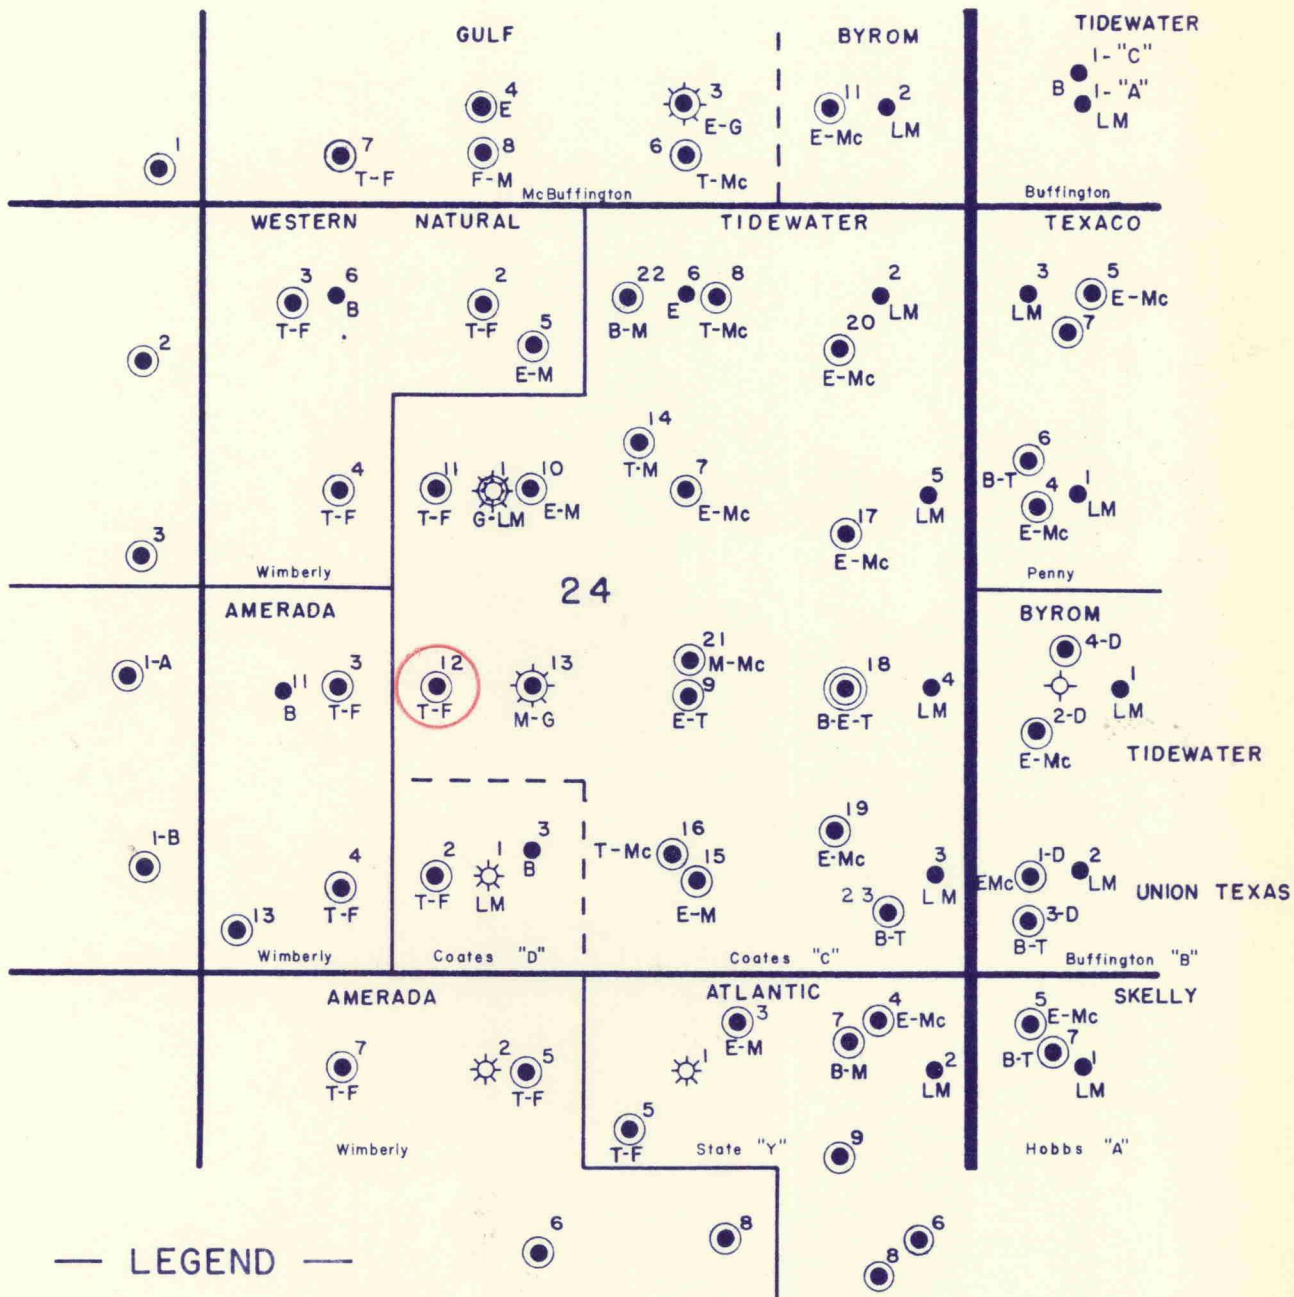 GULF BYROM TIDEWATER
1-"C"
B 1-"A"
LM
4 E
3 E-G
11 E-Mc
2 LM
1
7 T-F
8 F-M
6 T-Mc
McBuffington Buffington
WESTERN NATURAL TIDEWATER TEXACO
3 T-F
6 B
2 T-F
5 E-M
22 B-M
6 E
8 T-Mc
2 LM
20 E-Mc
3 LM
5 E-Mc
7
2
14 T-M
4 T-F
11 T-F
1 G-LM
10 E-M
7 E-Mc
5 LM
17 E-Mc
6 B-T
4 E-Mc
1 LM
3
Wimberly 24 Penny
AMERADA BYROM
1-A
11 B
3 T-F
12 T-F
13 M-G
21 M-Mc
9 E-T
18 B-E-T
4 LM
4-D
1 LM
2-D E-Mc
TIDEWATER
1-B
4 T-F
13
2 T-F
1 LM
3 B
T-Mc 16
15 E-M
19 E-Mc
3 LM
23 B-T
EMc 1-D
2 LM
3-D B-T
UNION TEXAS
Wimberly Coates "D" Coates "C" Buffington "B"
AMERADA ATLANTIC SKELLY
7 T-F
2
5 T-F
3 E-M
1
4 E-Mc
7 B-M
2 LM
5 E-Mc
B-T 7
1 LM
5 T-F
9
Wimberly State "Y" Hobbs "A"
6
8
6
8
— LEGEND —